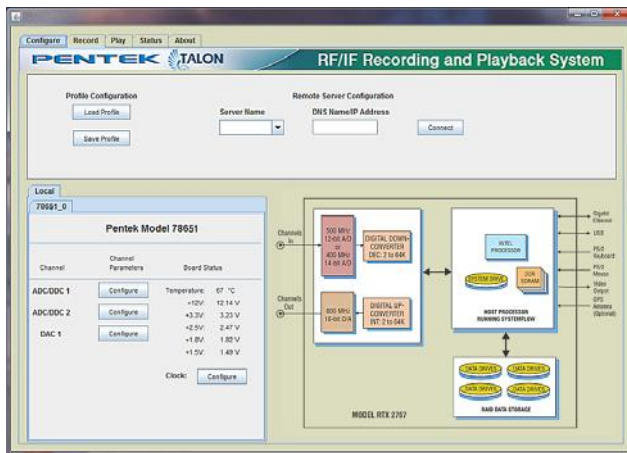 Configure Record Play Status About
PENTEK TALON RF/IF Recording and Playback System
Profile Configuration
Load Profile
Save Profile
Remote Server Configuration
Server Name DNS Name/IP Address
Connect
Local
78651_0
Pentek Model 78651
Channel Channel Parameters Board Status
ADC/DDC 1 Configure
ADC/DDC 2 Configure
DAC 1 Configure
Temperature: 67 °C
+12V: 12.14 V
+3.3V: 3.23 V
+2.5V: 2.47 V
+1.8V: 1.82 V
+1.5V: 1.49 V
Clock: Configure
Channels In
500 MHz
12-bit A/D
or
400 MHz
14-bit A/D
DIGITAL DOWN-
CONVERTER
DEC: 2 to 64K
Channels Out
800 MHz
16-bit D/A
DIGITAL UP-
CONVERTER
INT: 2 to 64K
INTEL
PROCESSOR
SYSTEM DRIVE
DDR
SDRAM
HOST PROCESSOR
RUNNING SYSTEMFLOW
Gigabit
Ethernet
USB
PS/2
Keyboard
PS/2
Mouse
Video
Output
GPS
Antenna
(Optional)
DATA DRIVES DATA DRIVES
DATA DRIVES DATA DRIVES
RAID DATA STORAGE
MODEL RTX 2767